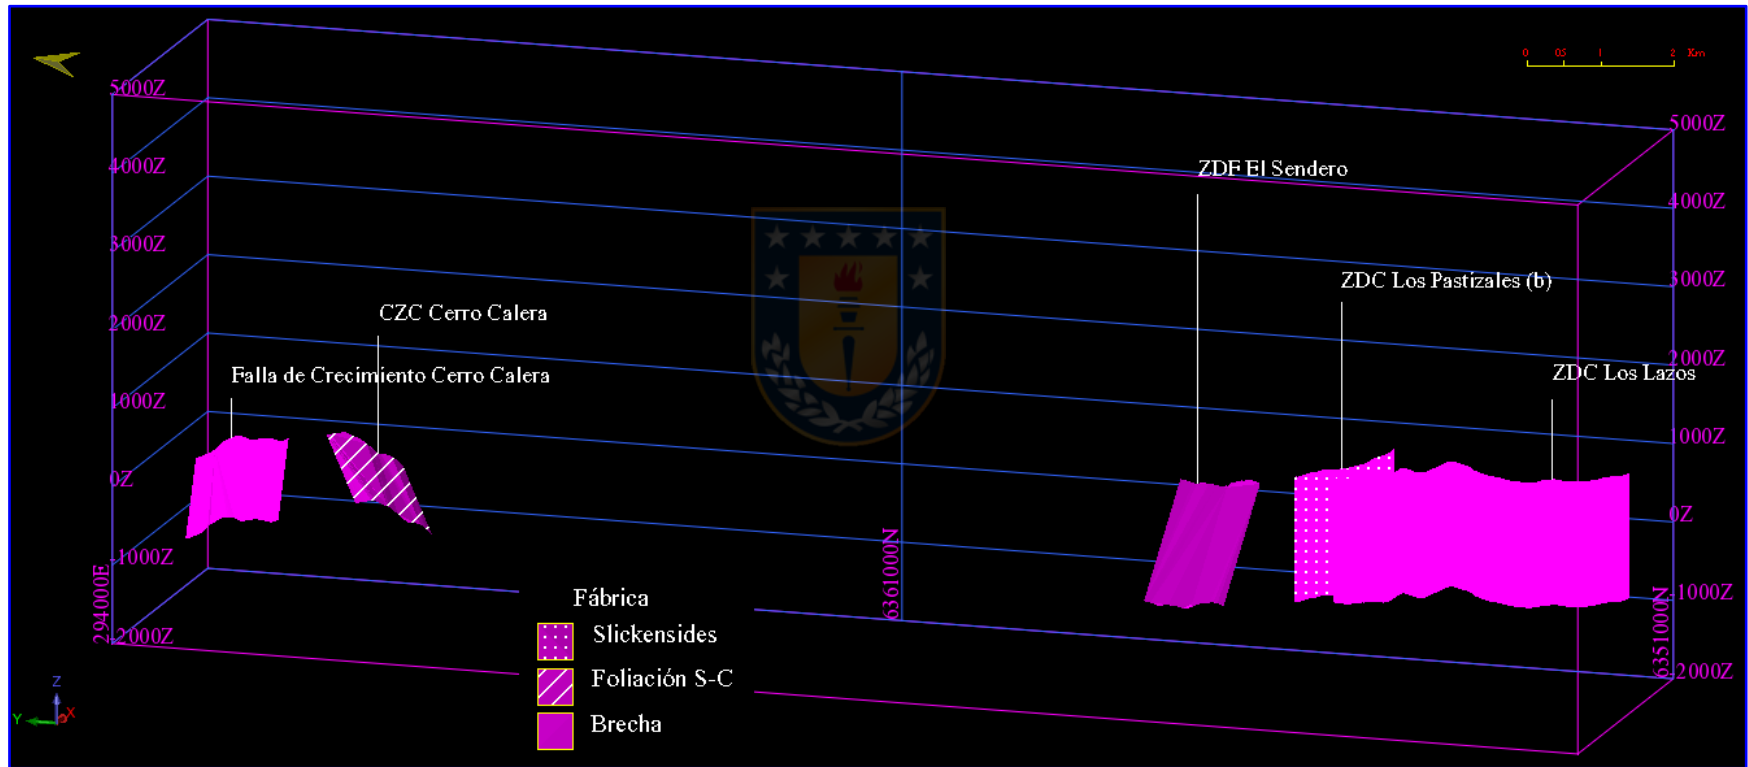 0 05 1 2 Km
5000Z
5000Z
ZDF El Sendero
4000Z
4000Z
3000Z
ZDC Los Pastizales (b)
3000Z
CZC Cerro Calera
2000Z
2000Z
Falla de Crecimiento Cerro Calera
ZDC Los Lazos
1000Z
1000Z
0Z
0Z
-1000Z
-1000Z
294000E
6361000N
6351000N
-2000Z
-2000Z
Fábrica
Slickensides
Foliación S-C
Brecha
Z
Y
X